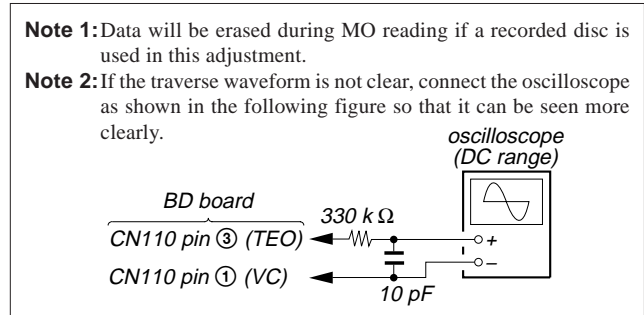 Note 1: Data will be erased during MO reading if a recorded disc is
used in this adjustment.
Note 2: If the traverse waveform is not clear, connect the oscilloscope
as shown in the following figure so that it can be seen more
clearly.
oscilloscope
(DC range)
BD board
330 k Ω
CN110 pin ③ (TEO)
+
CN110 pin ① (VC)
–
10 pF